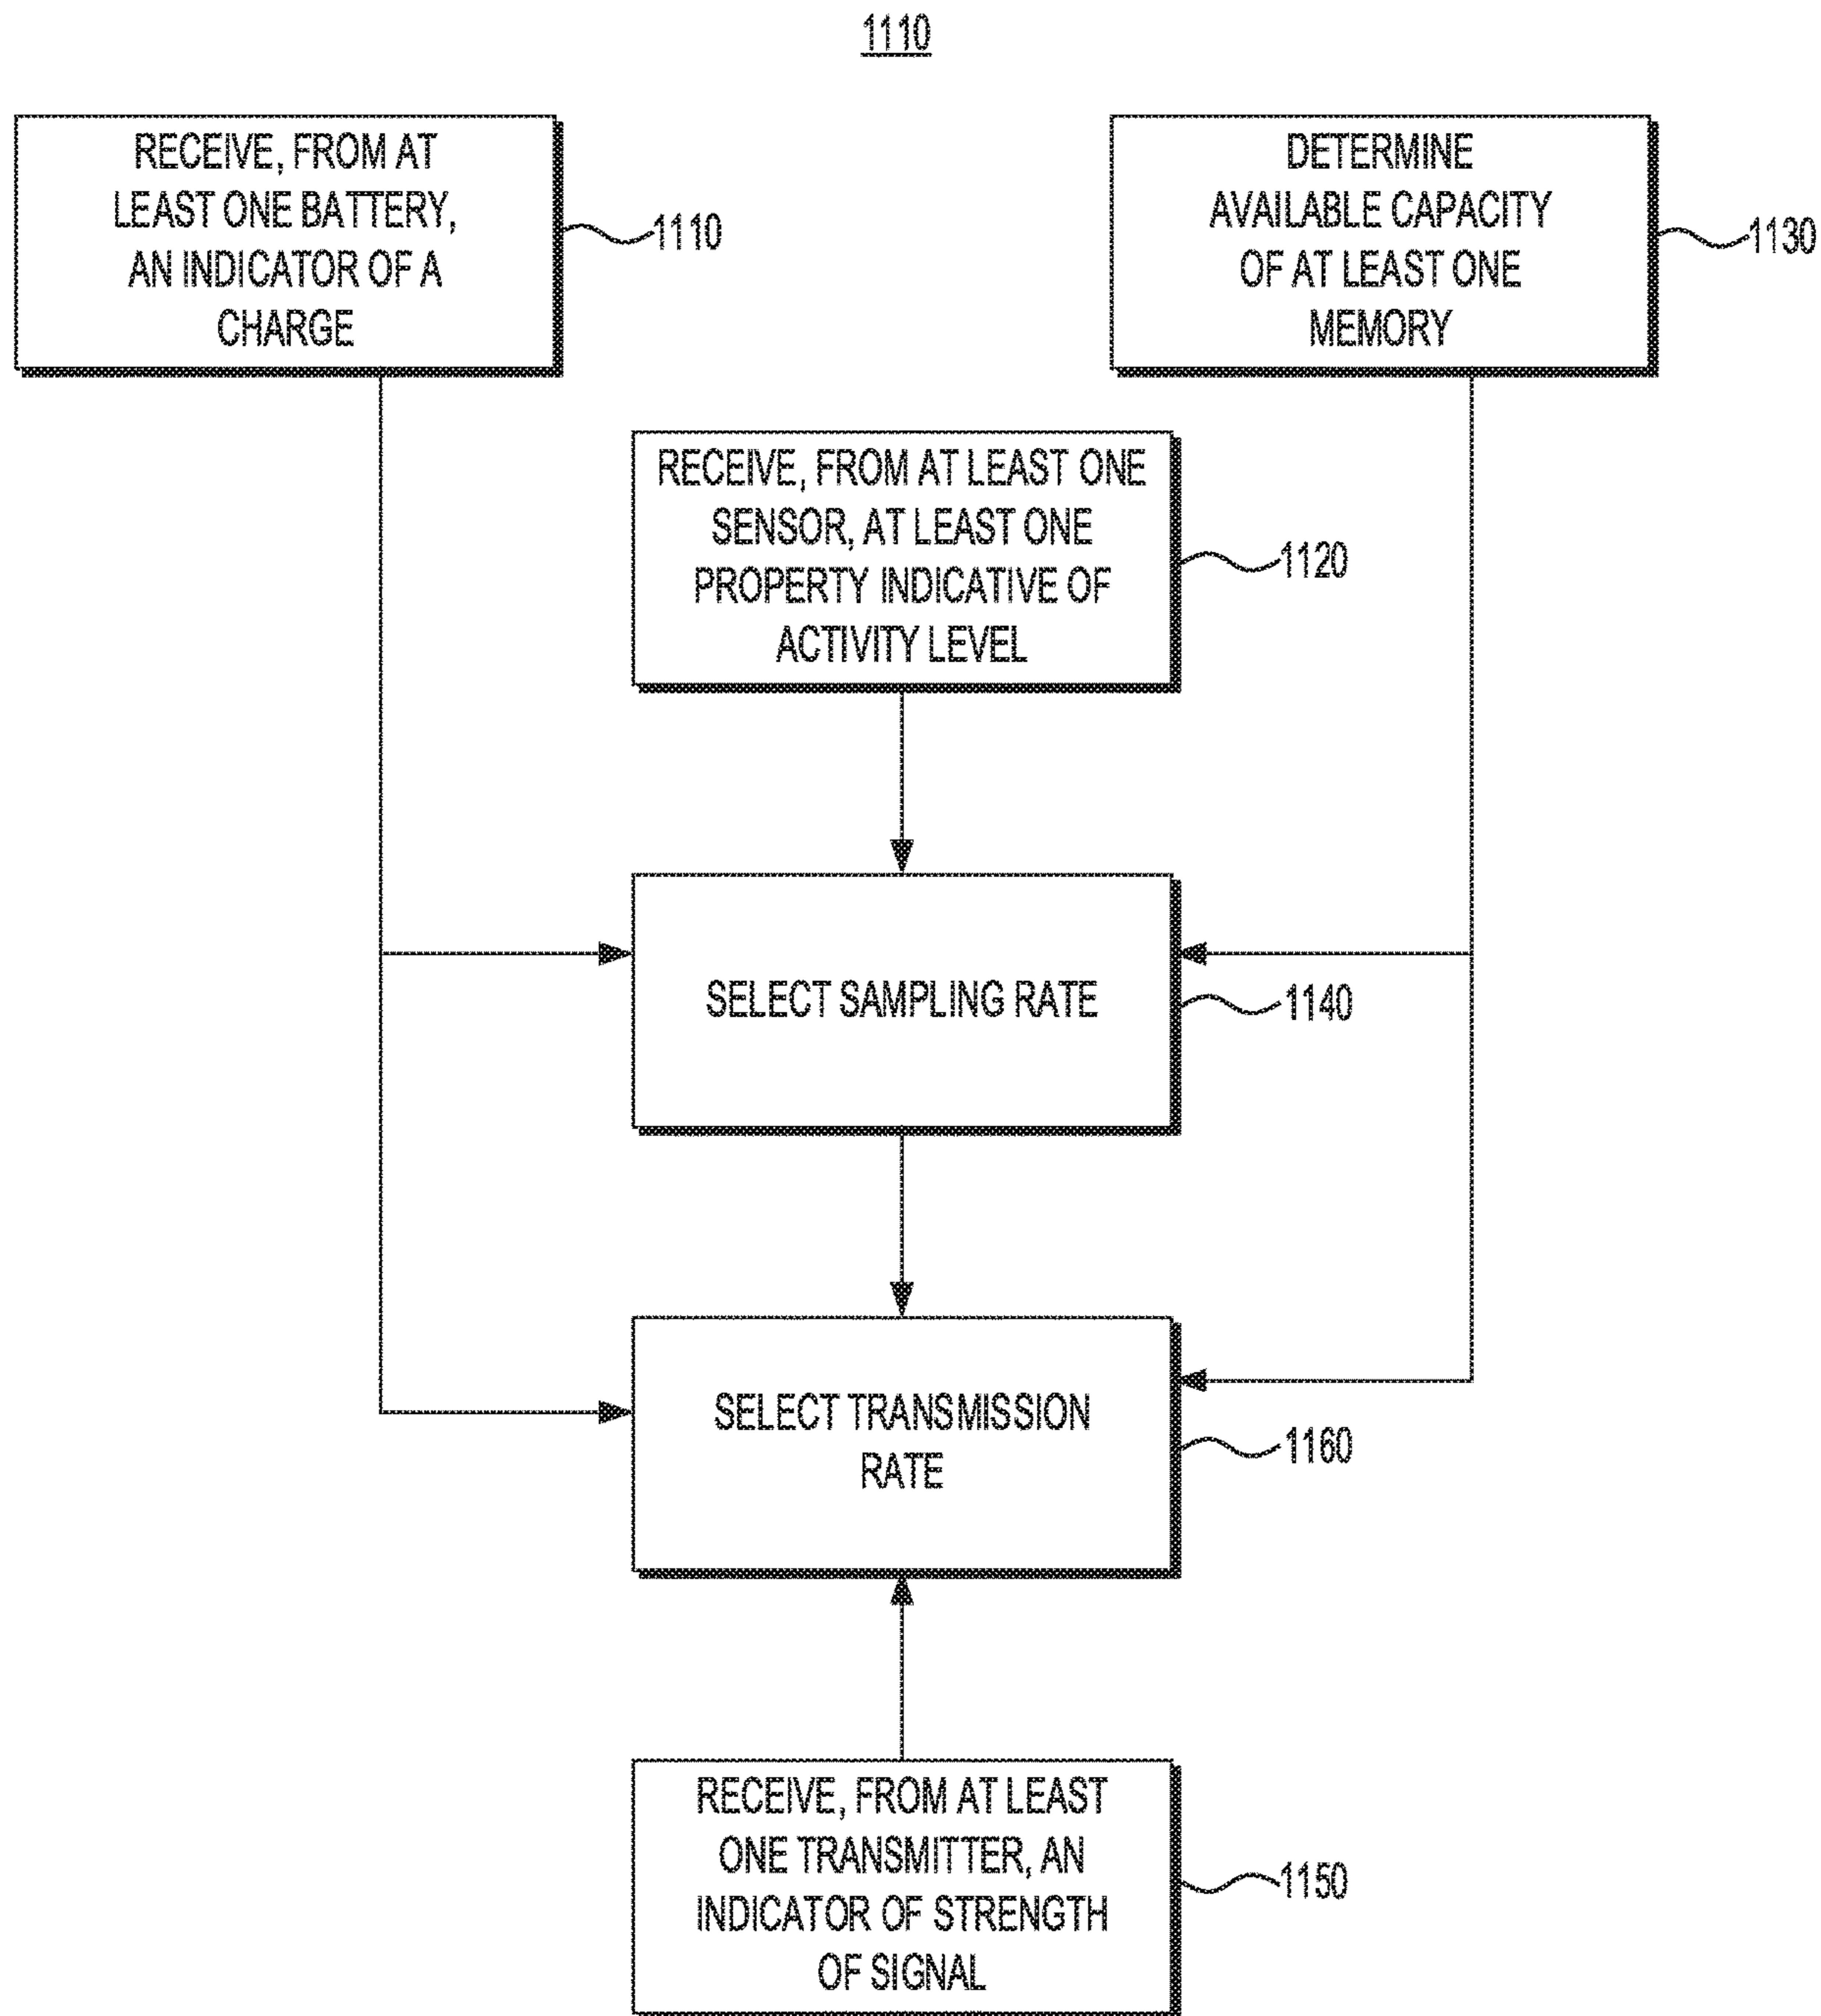 1110
RECEIVE, FROM AT
LEAST ONE BATTERY,
AN INDICATOR OF A
CHARGE
1110
DETERMINE
AVAILABLE CAPACITY
OF AT LEAST ONE
MEMORY
1130
RECEIVE, FROM AT LEAST ONE
SENSOR, AT LEAST ONE
PROPERTY INDICATIVE OF
ACTIVITY LEVEL
1120
SELECT SAMPLING RATE
1140
SELECT TRANSMISSION
RATE
1160
RECEIVE, FROM AT LEAST
ONE TRANSMITTER, AN
INDICATOR OF STRENGTH
OF SIGNAL
1150